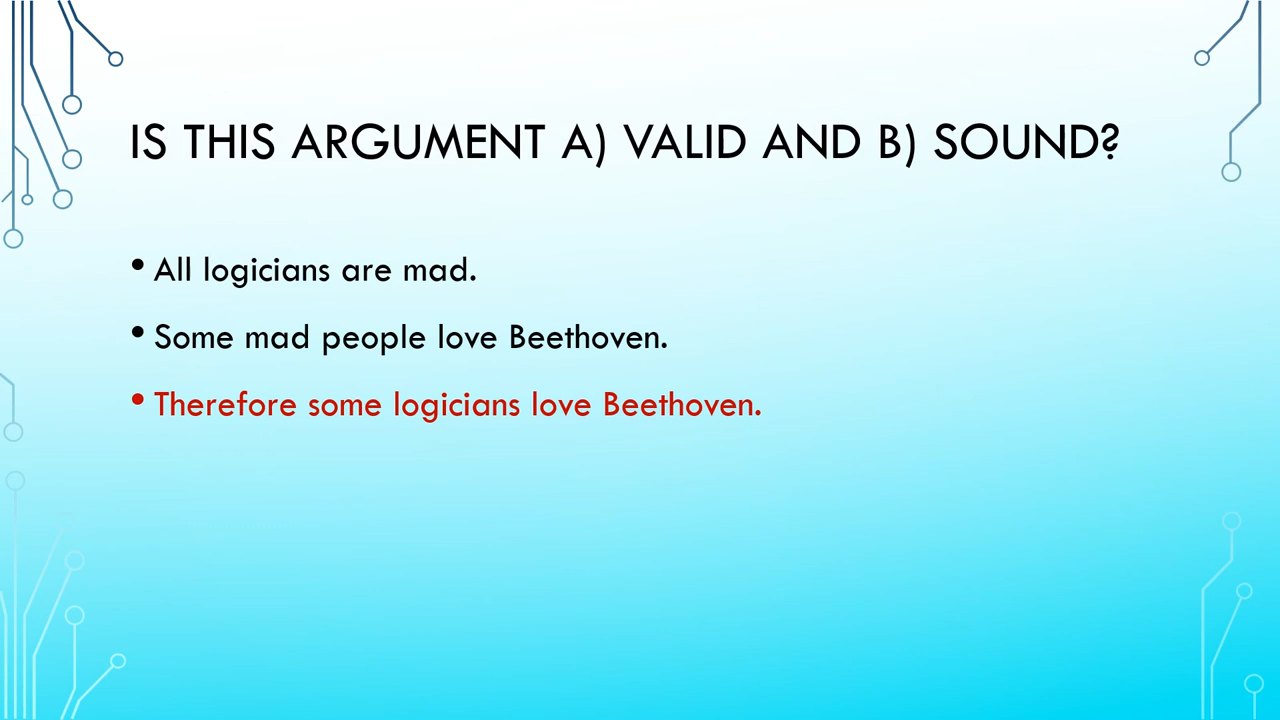 IS THIS ARGUMENT A) VALID AND B) SOUND?
• All logicians are mad.
• Some mad people love Beethoven.
• Therefore some logicians love Beethoven.